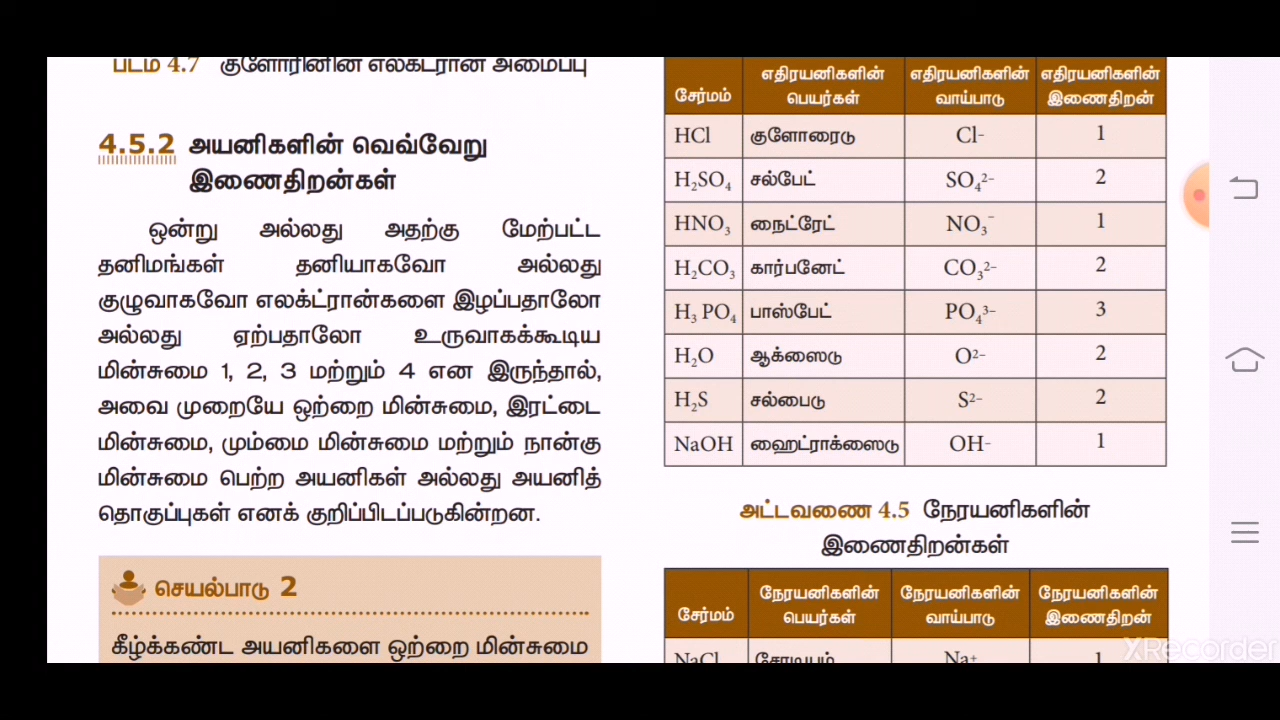 படம் 4.7 குளோரினின் எலக்ட்ரான் அமைப்பு
4.5.2 அயனிகளின் வெவ்வேறு
இணைதிறன்கள்
ஒன்று அல்லது அதற்கு மேற்பட்ட
தனிமங்கள் தனியாகவோ அல்லது
குழுவாகவோ எலக்ட்ரான்களை இழப்பதாலோ
அல்லது ஏற்பதாலோ உருவாகக்கூடிய
மின்சுமை 1, 2, 3 மற்றும் 4 என இருந்தால்,
அவை முறையே ஒற்றை மின்சுமை, இரட்டை
மின்சுமை, மும்மை மின்சுமை மற்றும் நான்கு
மின்சுமை பெற்ற அயனிகள் அல்லது அயனித்
தொகுப்புகள் எனக் குறிப்பிடப்படுகின்றன.
செயல்பாடு 2
கீழ்க்கண்ட அயனிகளை ஒற்றை மின்சுமை
சேர்மம் எதிரயனிகளின் பெயர்கள் எதிரயனிகளின் வாய்பாடு எதிரயனிகளின் இணைதிறன்
HCl குளோரைடு Cl⁻ 1
H₂SO₄ சல்பேட் SO₄²⁻ 2
HNO₃ நைட்ரேட் NO₃⁻ 1
H₂CO₃ கார்பனேட் CO₃²⁻ 2
H₃ PO₄ பாஸ்பேட் PO₄³⁻ 3
H₂O ஆக்ஸைடு O²⁻ 2
H₂S சல்பைடு S²⁻ 2
NaOH ஹைட்ராக்ஸைடு OH⁻ 1
அட்டவணை 4.5 நேரயனிகளின்
இணைதிறன்கள்
சேர்மம் நேரயனிகளின் பெயர்கள் நேரயனிகளின் வாய்பாடு நேரயனிகளின் இணைதிறன்
NaCl சோடியம் Na⁺ 1
XRecorder